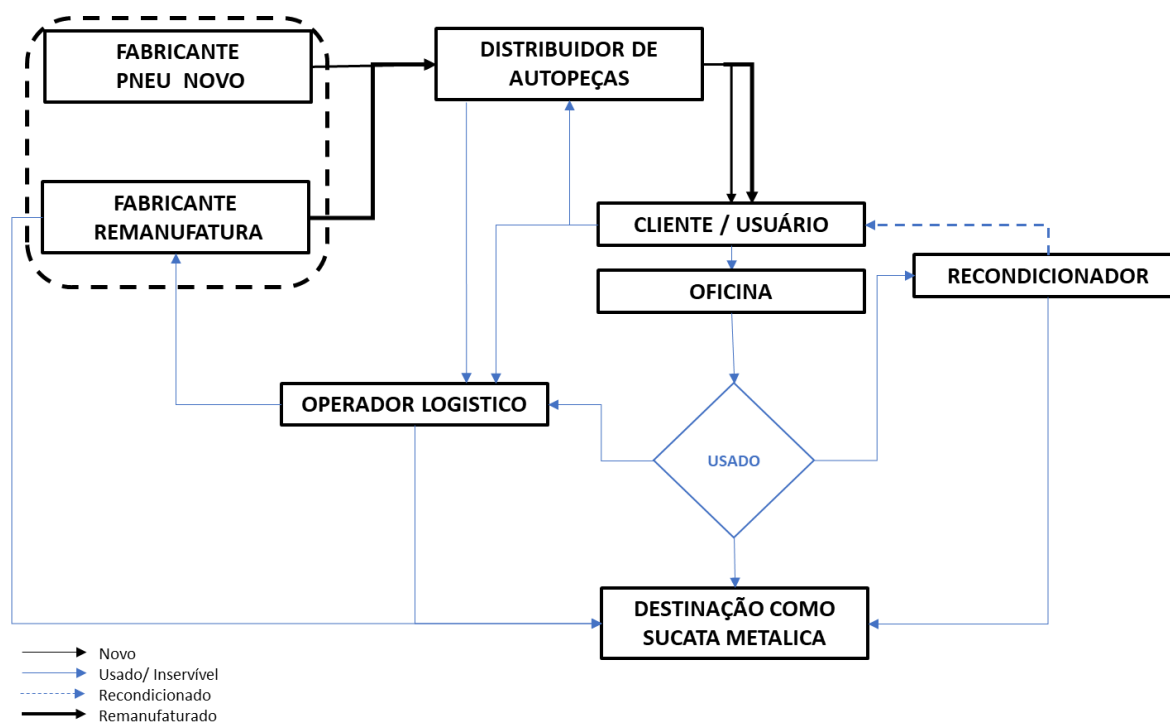 FABRICANTE
PNEU  NOVO
DISTRIBUIDOR DE
AUTOPEÇAS
FABRICANTE
REMANUFATURA
CLIENTE / USUÁRIO
OFICINA
RECONDICIONADOR
OPERADOR LOGISTICO
USADO
DESTINAÇÃO COMO
SUCATA METALICA
Novo
Usado/ Inservível
Recondicionado
Remanufaturado